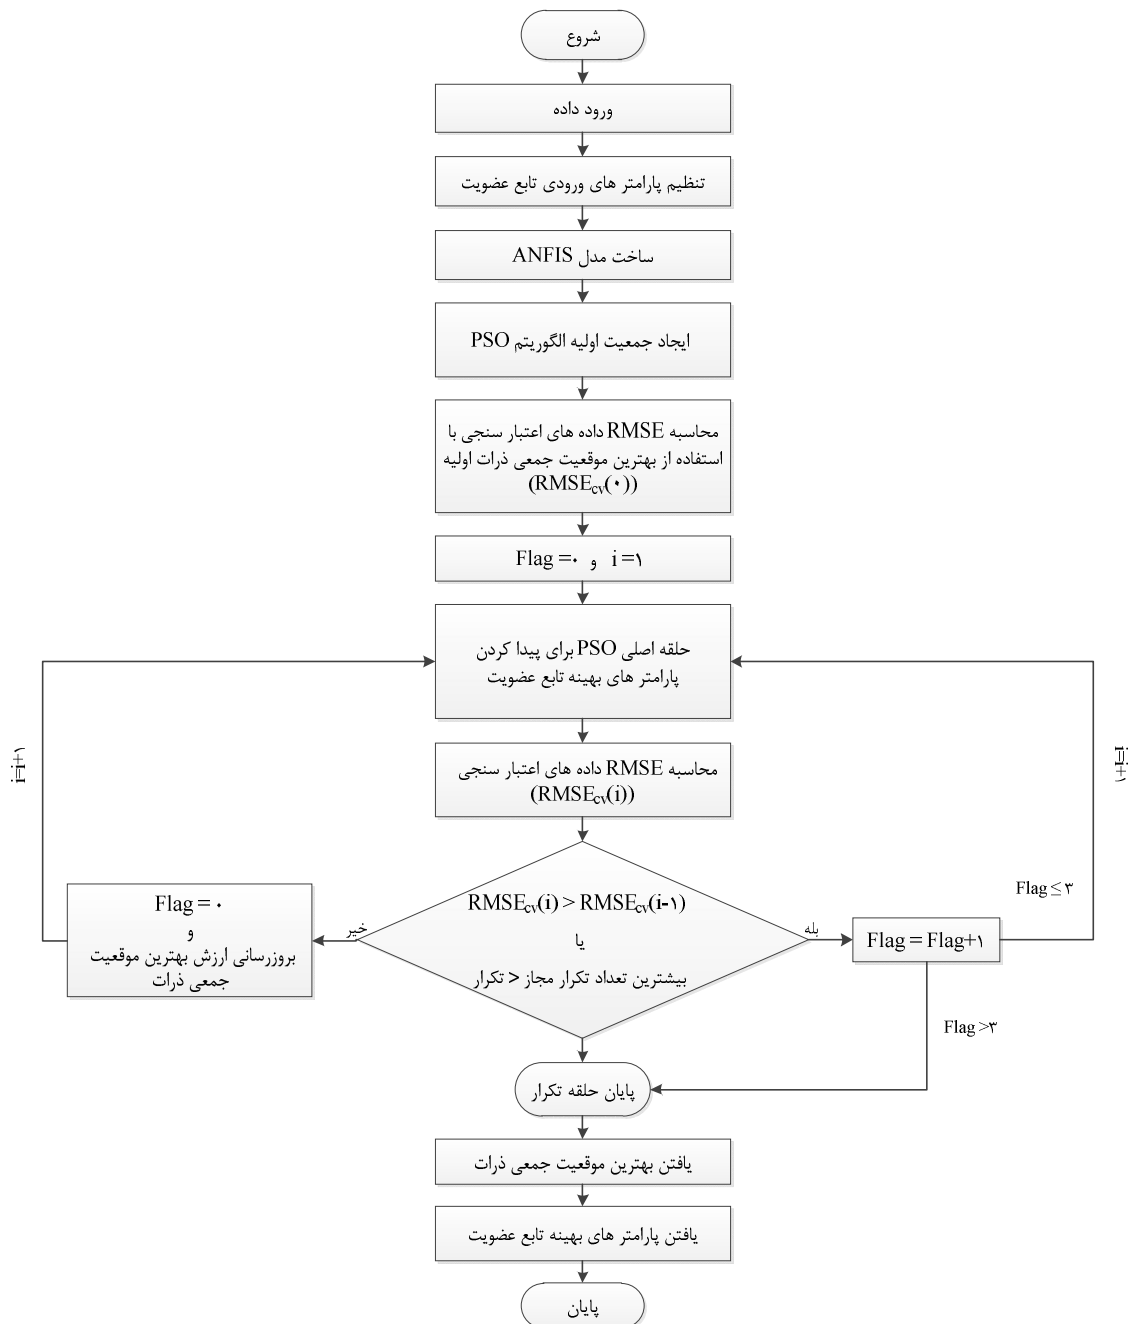 شروع
ورود داده
تنظیم پارامتر های ورودی تابع عضویت
ساخت مدل ANFIS
ایجاد جمعیت اولیه الگوریتم PSO
محاسبه RMSE داده های اعتبار سنجی با
استفاده از بهترین موقعیت جمعی ذرات اولیه
(RMSEcv(۰))
Flag =۰ و i =۱
حلقه اصلی PSO برای پیدا کردن
پارامتر های بهینه تابع عضویت
i=i+۱
i=i+۱
محاسبه RMSE داده های اعتبار سنجی
(RMSEcv(i))
RMSEcv(i) > RMSEcv(i-۱)
یا
بیشترین تعداد تکرار مجاز < تکرار
بله
خیر
Flag = Flag+۱
Flag ≤ ۳
Flag >۳
Flag = ۰
و
بروزرسانی ارزش بهترین موقعیت
جمعی ذرات
پایان حلقه تکرار
یافتن بهترین موقعیت جمعی ذرات
یافتن پارامتر های بهینه تابع عضویت
پایان